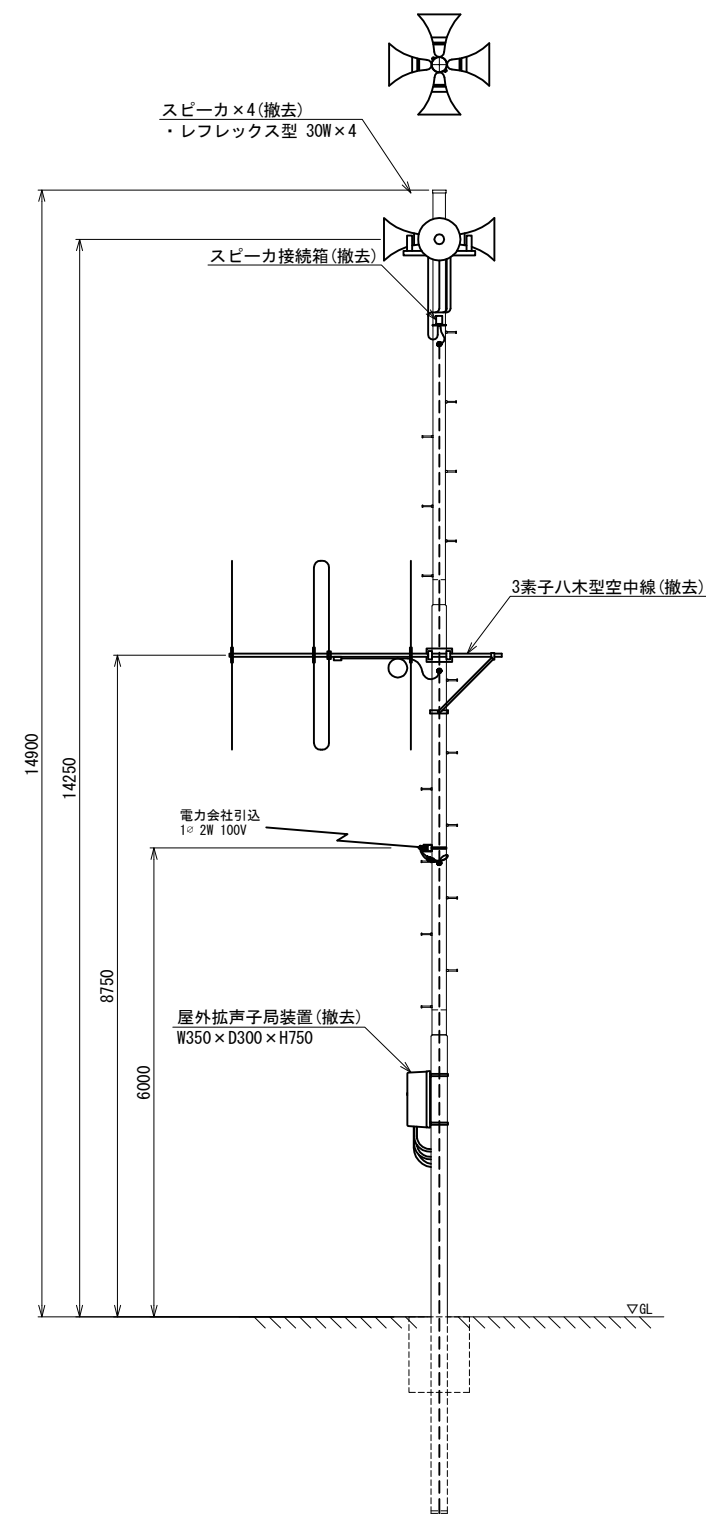 スピーカ×4(撤去)
・レフレックス型 30W×4
スピーカ接続箱(撤去)
3素子八木型空中線(撤去)
14900
14250
電力会社引込
1∅ 2W 100V
8750
屋外拡声子局装置(撤去)
W350×D300×H750
6000
▽GL